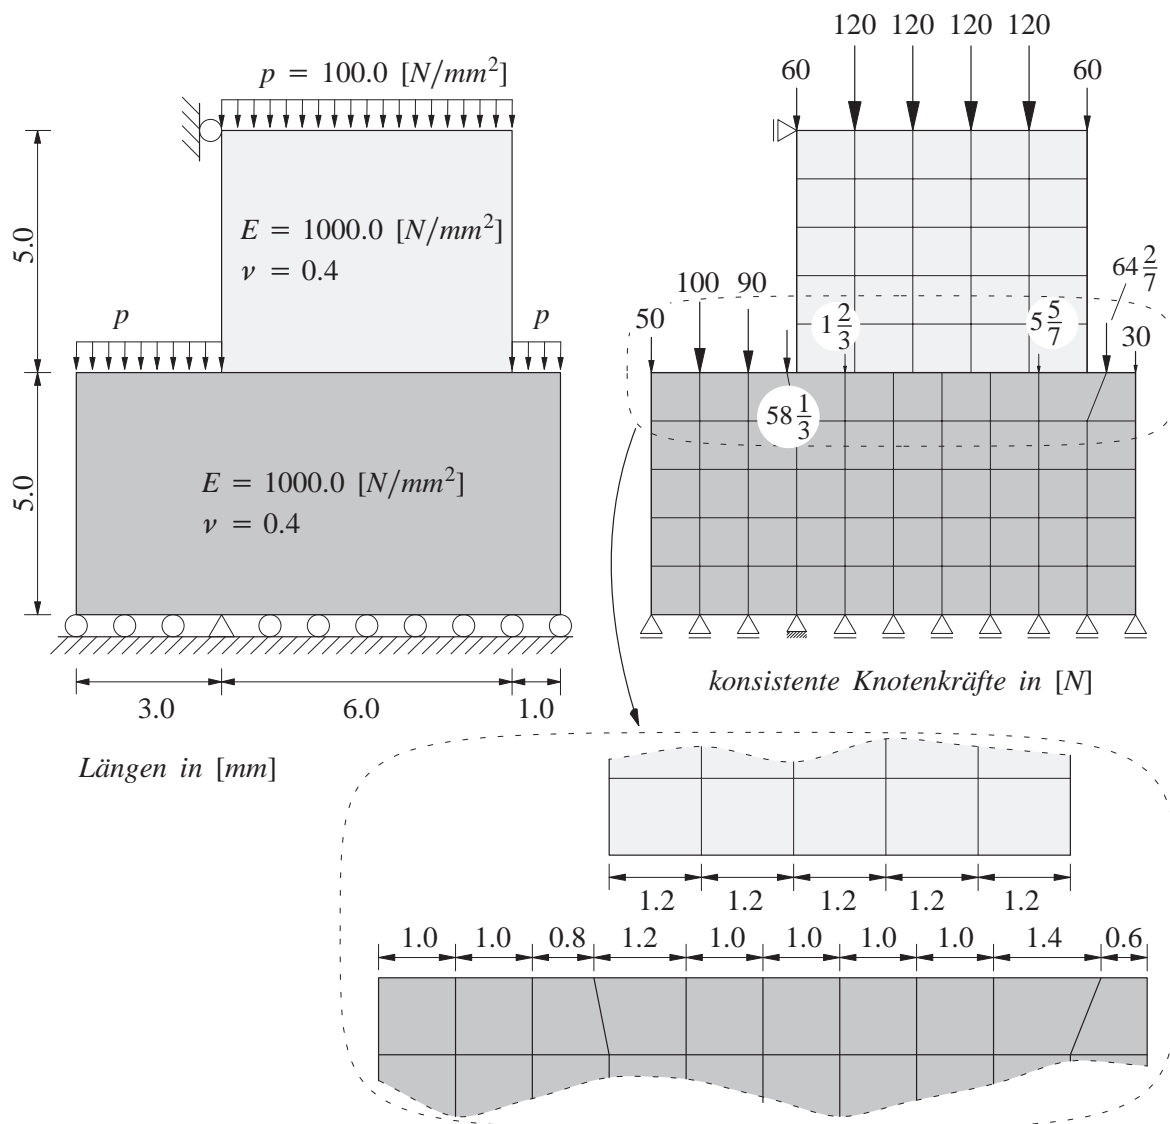 p = 100.0 [N/mm²]
5.0
E = 1000.0 [N/mm²]
ν = 0.4
p
p
5.0
E = 1000.0 [N/mm²]
ν = 0.4
3.0
6.0
1.0
Längen in [mm]
120 120 120 120
60
60
64 2/7
100 90
50
1 2/3
5 5/7
30
58 1/3
konsistente Knotenkräfte in [N]
1.2 1.2 1.2 1.2 1.2
1.0 1.0 0.8 1.2 1.0 1.0 1.0 1.0 1.4 0.6